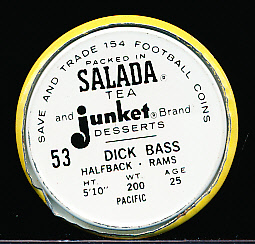 SAVE AND TRADE 154 FOOTBALL COINS
PACKED IN
SALADA®
TEA
and junket® Brand
DESSERTS
53 DICK BASS
HALFBACK · RAMS
HT. WT. AGE
5'10" 200 25
PACIFIC